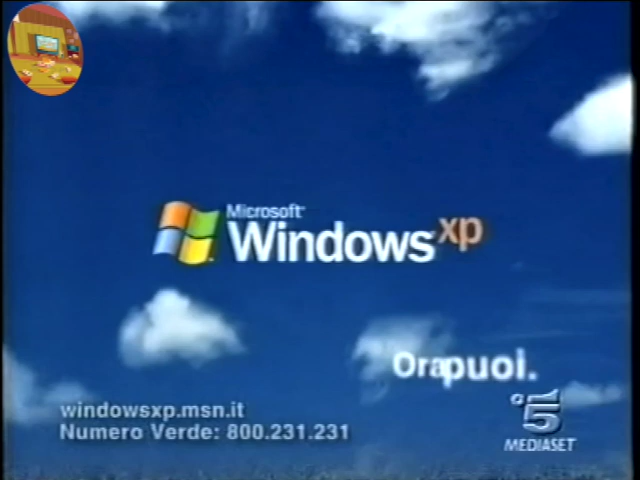 Microsoft
Windows xp
Ora puoi.
windowsxp.msn.it
Numero Verde: 800.231.231
5
MEDIASET